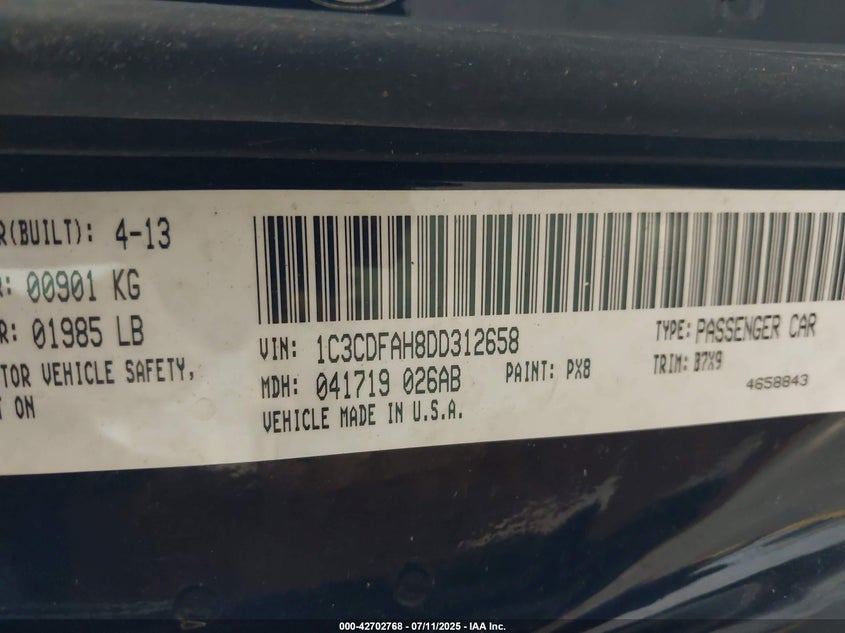 R(BUILT): 4-13
R: 00901 KG
R: 01985 LB
TOR VEHICLE SAFETY,
T ON
VIN: 1C3CDFAH8DD312658
TYPE: PASSENGER CAR
MDH: 041719 026AB
PAINT: PX8
TRIM: B7X9
VEHICLE MADE IN U.S.A.
4658843
000-42702768 - 07/11/2025 - IAA Inc.